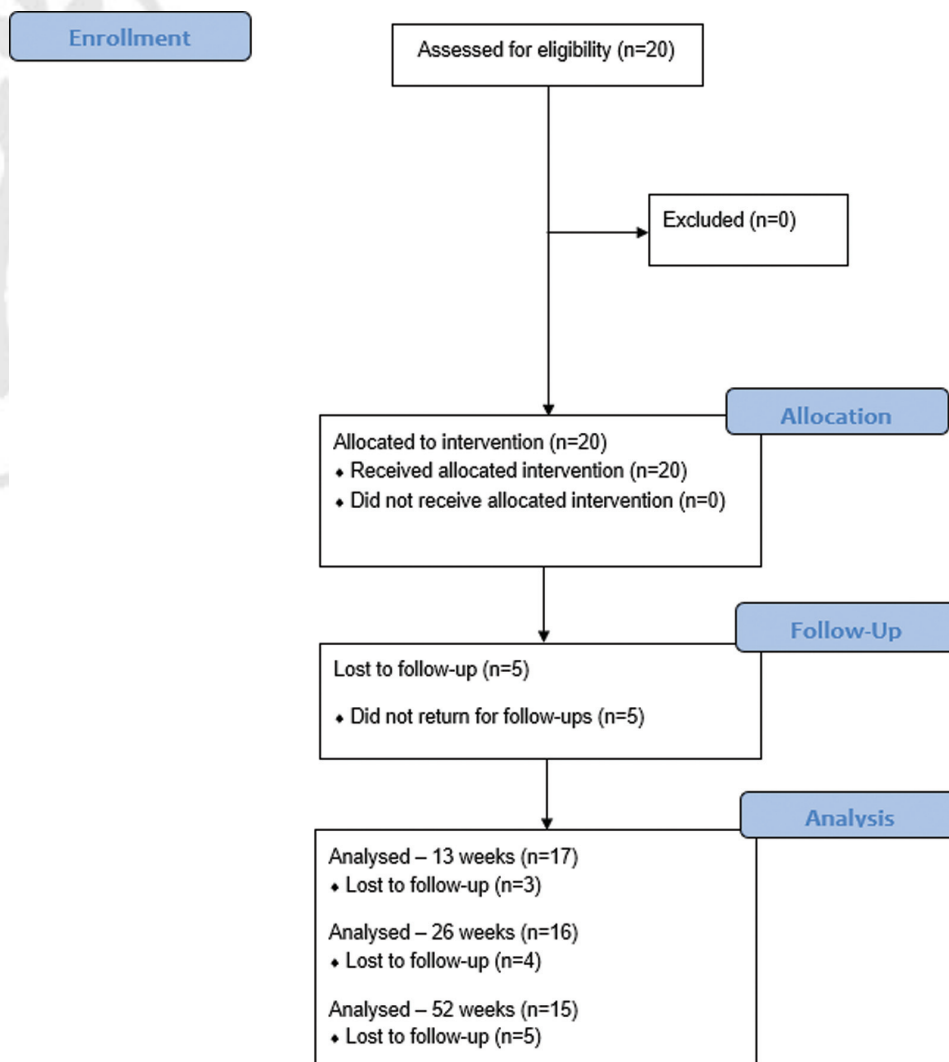 Enrollment
Assessed for eligibility (n=20)
Excluded (n=0)
Allocation
Allocated to intervention (n=20)
♦ Received allocated intervention (n=20)
♦ Did not receive allocated intervention (n=0)
Follow-Up
Lost to follow-up (n=5)
♦ Did not return for follow-ups (n=5)
Analysis
Analysed – 13 weeks (n=17)
♦ Lost to follow-up (n=3)
Analysed – 26 weeks (n=16)
♦ Lost to follow-up (n=4)
Analysed – 52 weeks (n=15)
♦ Lost to follow-up (n=5)